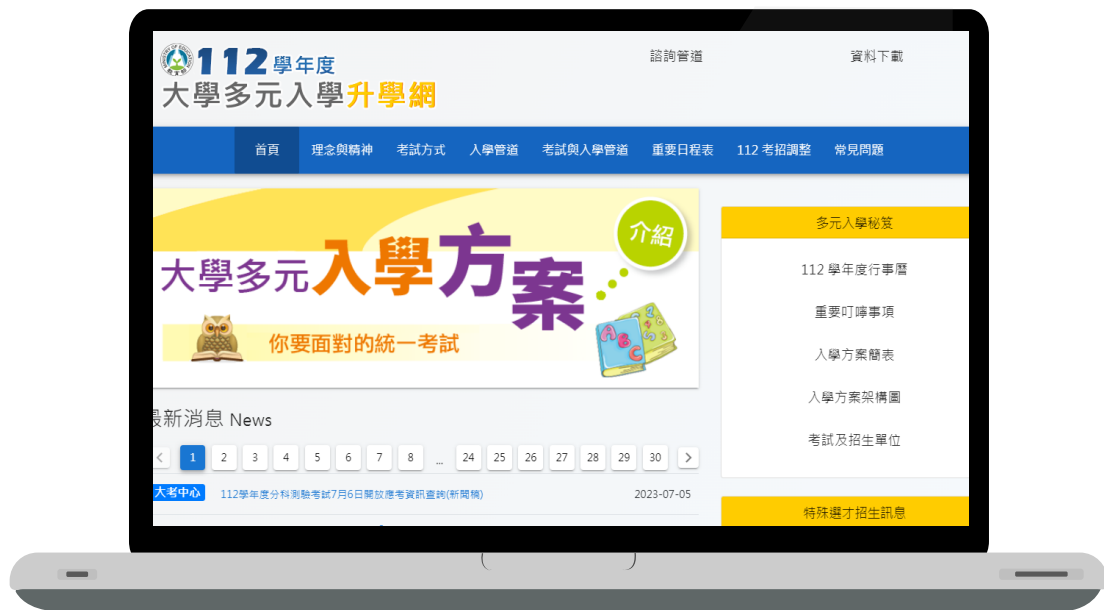 112學年度
大學多元入學升學網
諮詢管道
資料下載
首頁 理念與精神 考試方式 入學管道 考試與入學管道 重要日程表 112 考招調整 常見問題
大學多元入學方案
介紹
你要面對的統一考試
A B C
多元入學秘笈
112 學年度行事曆
重要叮嚀事項
入學方案簡表
入學方案架構圖
考試及招生單位
最新消息 News
< 1 2 3 4 5 6 7 8 ... 24 25 26 27 28 29 30 >
大考中心 112學年度分科測驗考試7月6日開放應考資訊查詢(新聞稿) 2023-07-05
特殊選才招生訊息